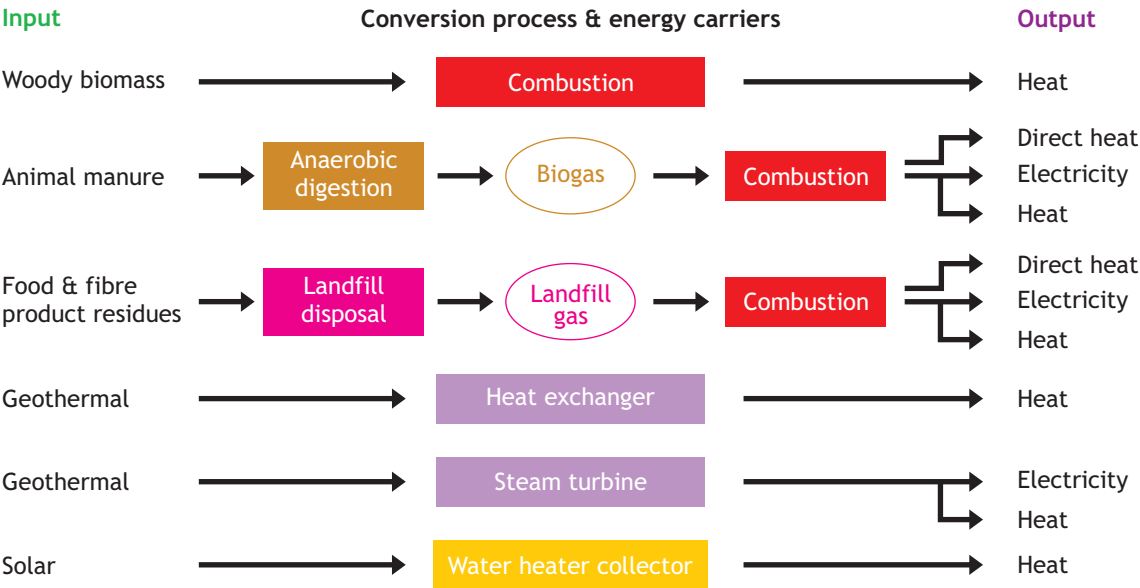 Input Conversion process & energy carriers Output
Woody biomass Combustion Heat
Direct heat
Animal manure Anaerobic digestion Biogas Combustion Electricity
Heat
Food & fibre product residues Landfill disposal Landfill gas Combustion Direct heat
Electricity
Heat
Geothermal Heat exchanger Heat
Geothermal Steam turbine Electricity
Heat
Solar Water heater collector Heat